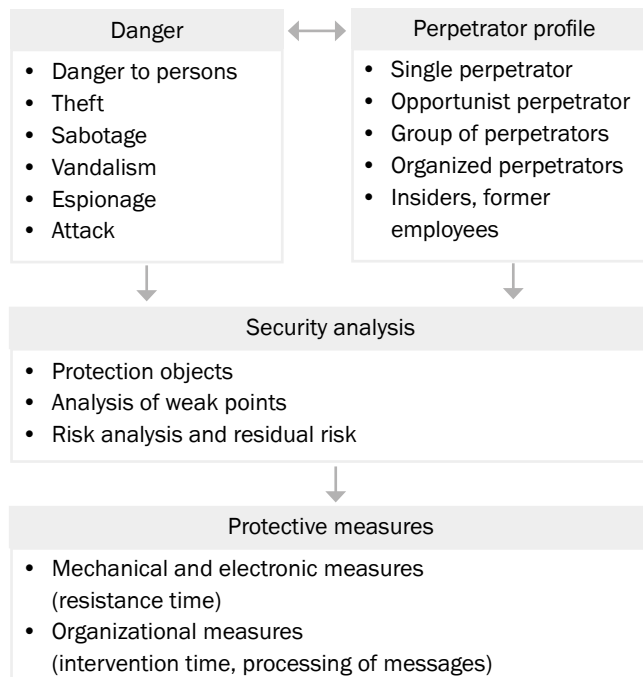 Danger
• Danger to persons
• Theft
• Sabotage
• Vandalism
• Espionage
• Attack
Perpetrator profile
• Single perpetrator
• Opportunist perpetrator
• Group of perpetrators
• Organized perpetrators
• Insiders, former
employees
Security analysis
• Protection objects
• Analysis of weak points
• Risk analysis and residual risk
Protective measures
• Mechanical and electronic measures
(resistance time)
• Organizational measures
(intervention time, processing of messages)